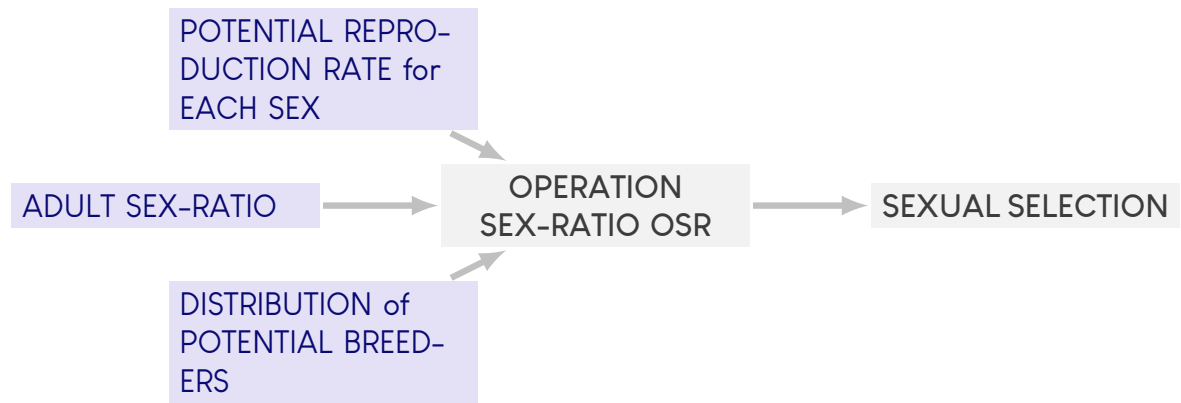 POTENTIAL REPRO-
DUCTION RATE for
EACH SEX
ADULT SEX-RATIO
OPERATION
SEX-RATIO OSR
SEXUAL SELECTION
DISTRIBUTION of
POTENTIAL BREED-
ERS